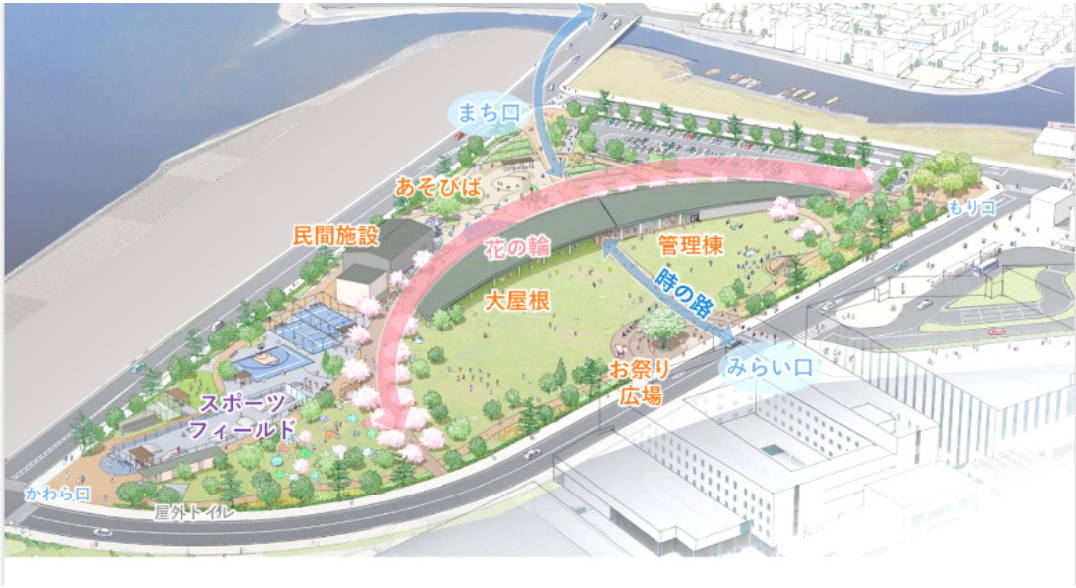 まち口
あそびば
もり口
民間施設
花の輪
管理棟
大屋根
時の路
お祭り
広場
みらい口
スポーツ
フィールド
かわら口
屋外トイレ